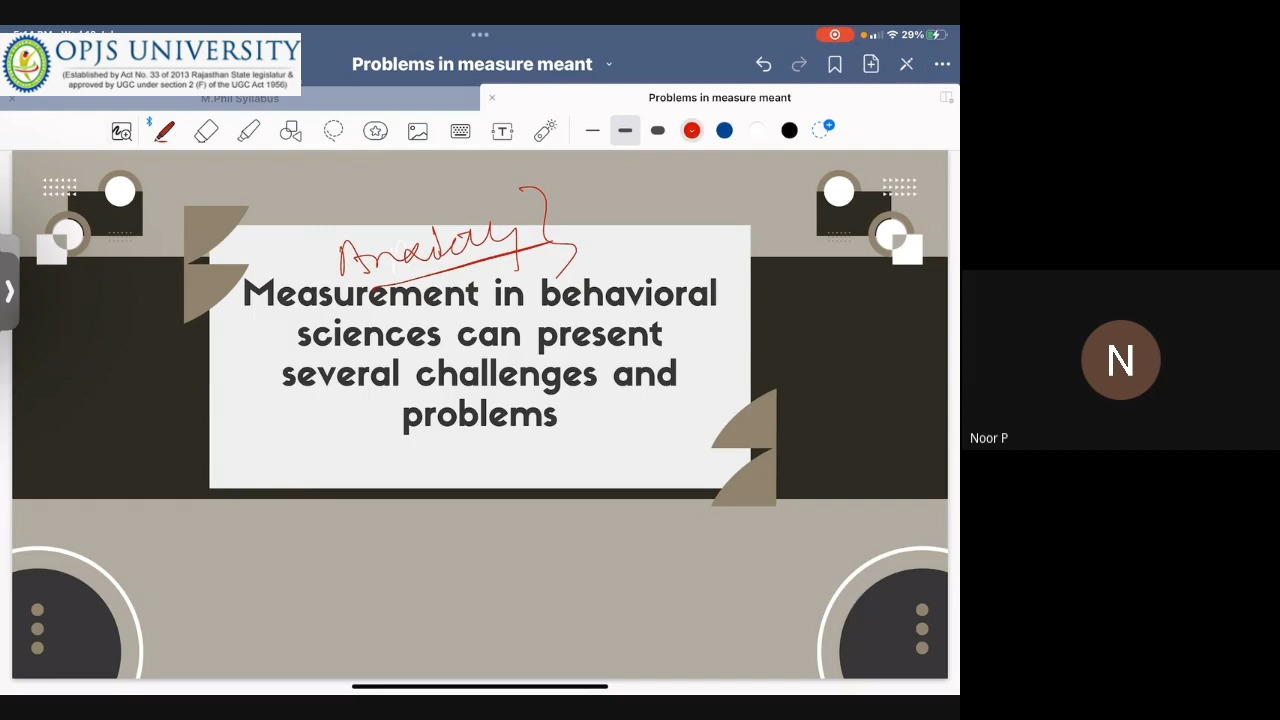 OPJS UNIVERSITY
(Established by Act No. 33 of 2013 Rajasthan State legislatur &
approved by UGC under section 2 (F) of the UGC Act 1956)
29%
Problems in measure meant
M.Phil Syllabus
Problems in measure meant
T
Measurement in behavioral
sciences can present
several challenges and
problems
N
Noor P